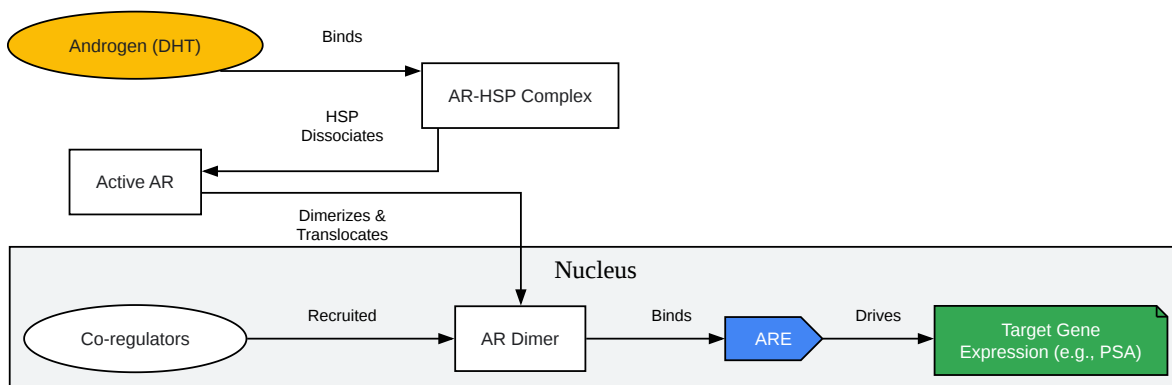 Androgen (DHT)
Binds
AR-HSP Complex
HSP
Dissociates
Active AR
Dimerizes &
Translocates
Nucleus
Co-regulators
Recruited
AR Dimer
Binds
ARE
Drives
Target Gene
Expression (e.g., PSA)